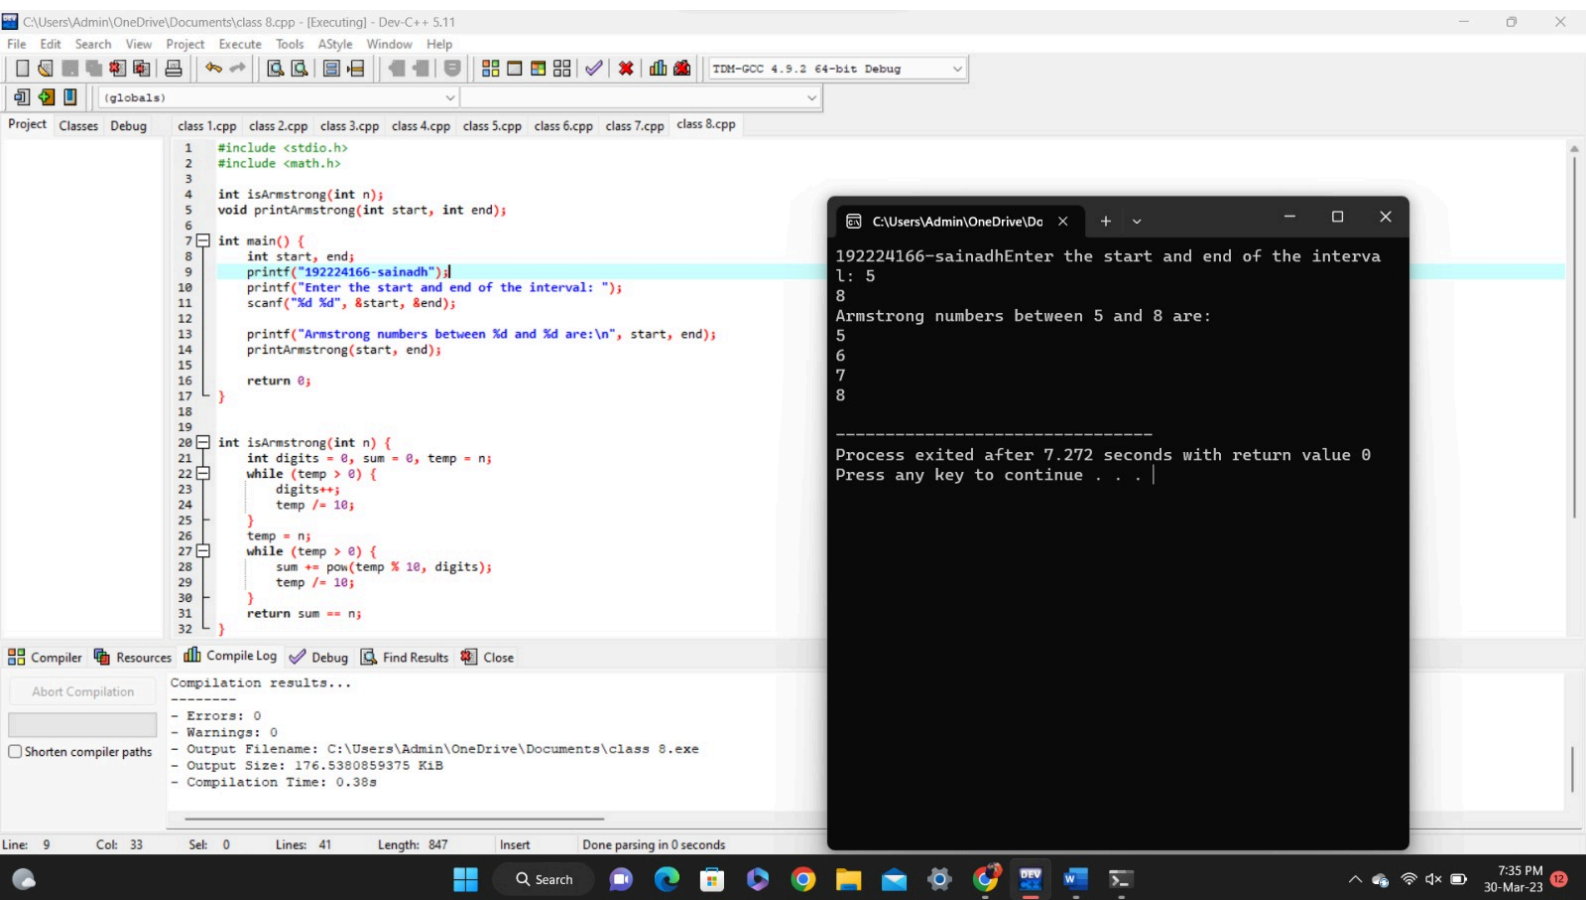 C:\Users\Admin\OneDrive\Documents\class 8.cpp - [Executing] - Dev-C++ 5.11
File Edit Search View Project Execute Tools AStyle Window Help
TDM-GCC 4.9.2 64-bit Debug
(globals)
Project Classes Debug class 1.cpp class 2.cpp class 3.cpp class 4.cpp class 5.cpp class 6.cpp class 7.cpp class 8.cpp
1 #include <stdio.h>
2 #include <math.h>
3
4 int isArmstrong(int n);
5 void printArmstrong(int start, int end);
6
7 int main() {
8 int start, end;
9 printf("192224166-sainadh");
10 printf("Enter the start and end of the interval: ");
11 scanf("%d %d", &start, &end);
12
13 printf("Armstrong numbers between %d and %d are:\n", start, end);
14 printArmstrong(start, end);
15
16 return 0;
17 }
18
19
20 int isArmstrong(int n) {
21 int digits = 0, sum = 0, temp = n;
22 while (temp > 0) {
23 digits++;
24 temp /= 10;
25 }
26 temp = n;
27 while (temp > 0) {
28 sum += pow(temp % 10, digits);
29 temp /= 10;
30 }
31 return sum == n;
32 }
C:\Users\Admin\OneDrive\Do
192224166-sainadhEnter the start and end of the interva
l: 5
8
Armstrong numbers between 5 and 8 are:
5
6
7
8
--------------------------------
Process exited after 7.272 seconds with return value 0
Press any key to continue . . .
Compiler Resources Compile Log Debug Find Results Close
Abort Compilation
Shorten compiler paths
Compilation results...
--------
- Errors: 0
- Warnings: 0
- Output Filename: C:\Users\Admin\OneDrive\Documents\class 8.exe
- Output Size: 176.5380859375 KiB
- Compilation Time: 0.38s
Line: 9 Col: 33 Sel: 0 Lines: 41 Length: 847 Insert Done parsing in 0 seconds
Search
DEV
W
7:35 PM
30-Mar-23
12